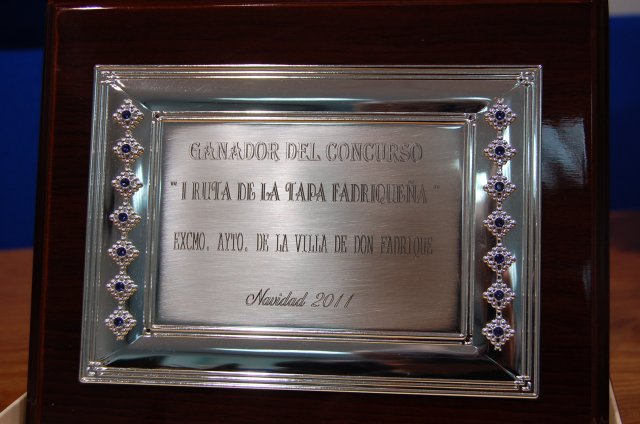 GANADOR DEL CONCURSO
" I RUTA DE LA TAPA FADRIQUEÑA "
EXCMO. AYTO. DE LA VILLA DE DON FADRIQUE
Navidad 2011